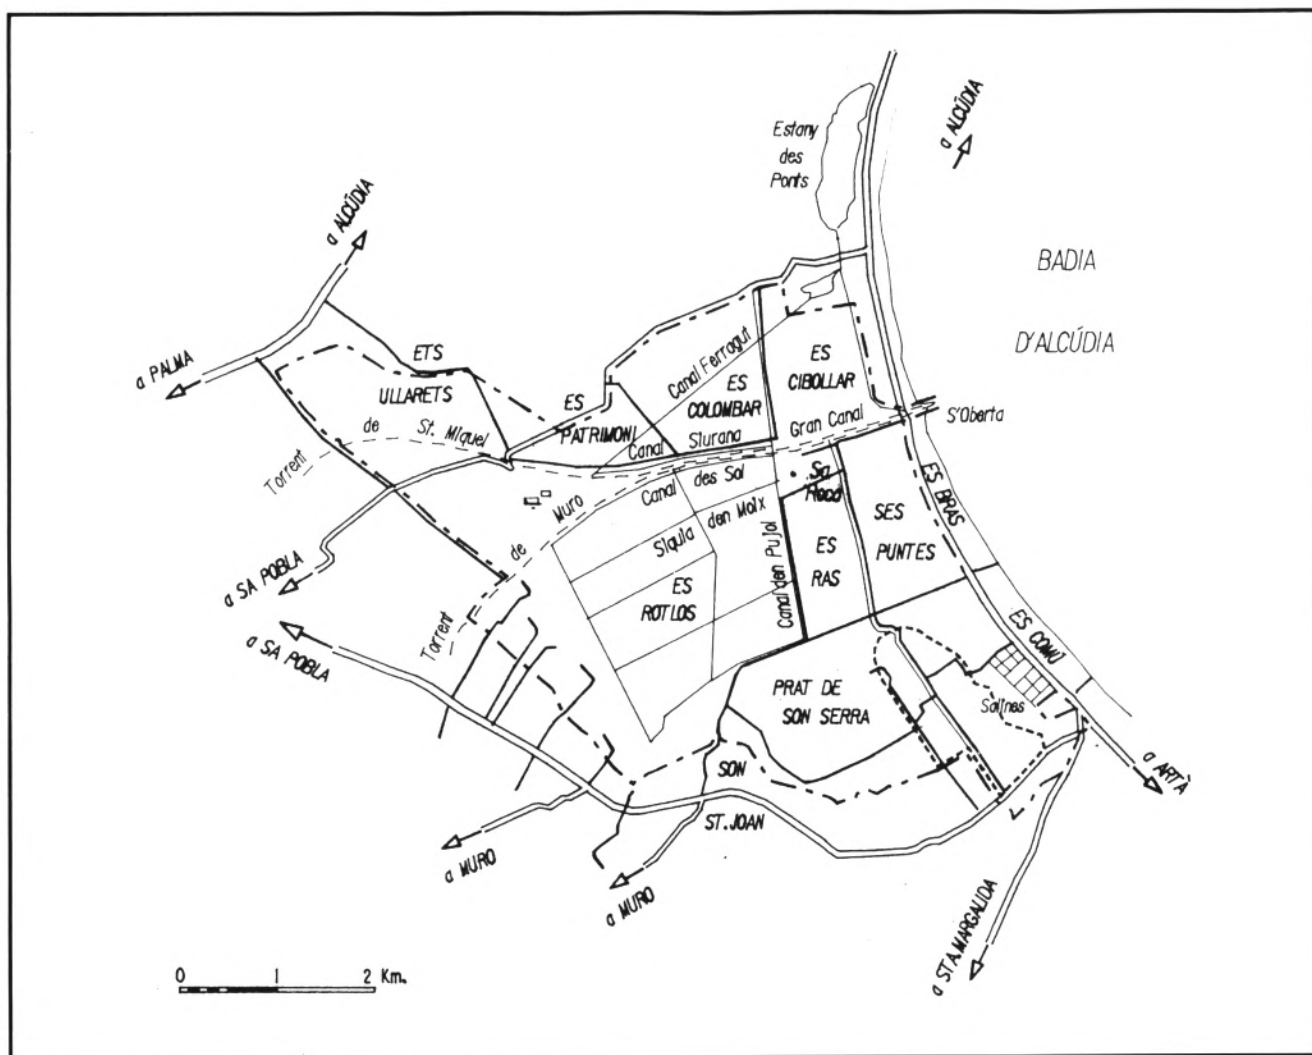 Estany
des
Ponts
a ALCÚDIA
BADIA
D'ALCÚDIA
a ALCÚDIA
a PALMA
ETS
ULLARETS
ES
PATRIMONI
Canal Ferragut
ES
COLOMBAR
ES
CIBOLLAR
Torrent de St. Miquel
Canal Siurana
Gran Canal
S'Oberta
Canal des Sol
Siquia den Moix
Torrent de Muro
Sa Roca
ES BRAS
SES
PUNTES
ES
RAS
Canal den Pujol
ES
ROTLOS
a SA POBLA
a SA POBLA
ES COMÚ
PRAT DE
SON SERRA
Salines
SON
ST. JOAN
a ARTÀ
a MURO
a MURO
a STA. MARGALIDA
0 1 2 Km.